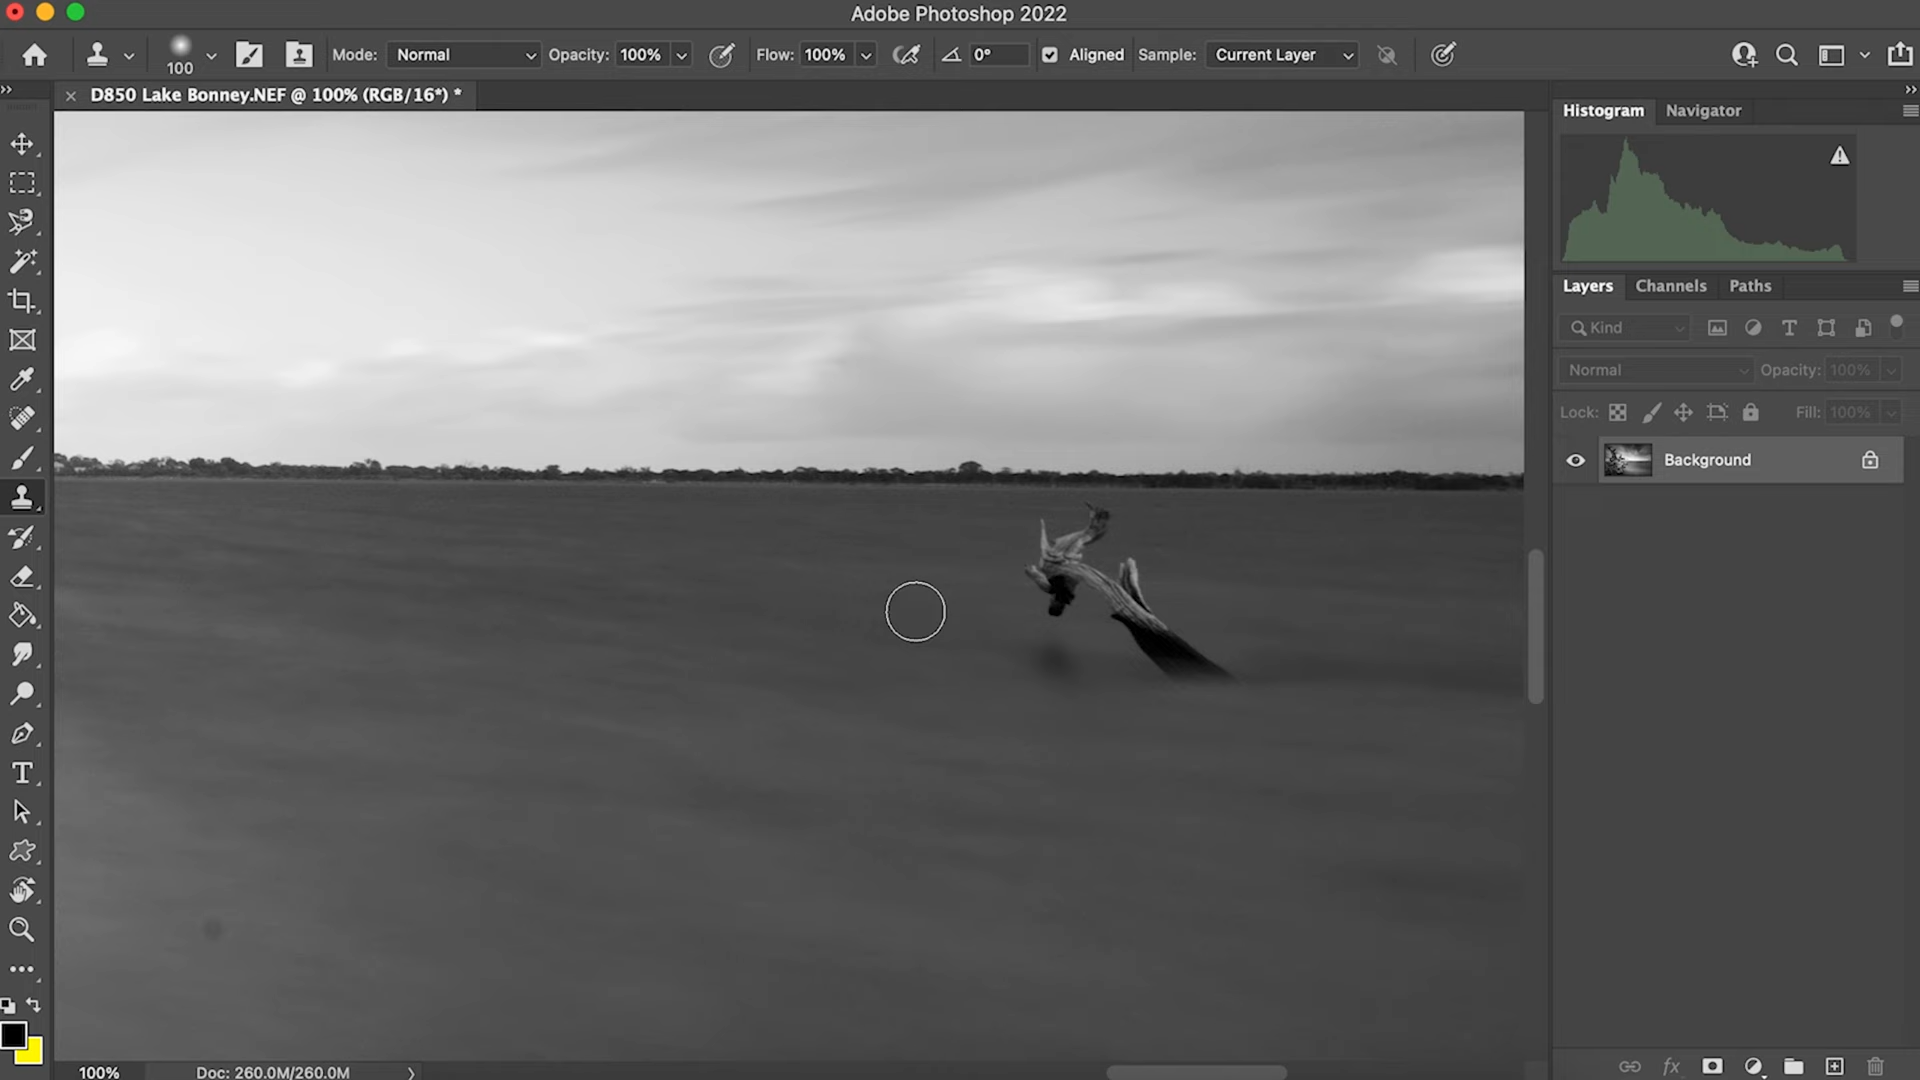 Adobe Photoshop 2022
100 Mode: Normal Opacity: 100% Flow: 100% 0° Aligned Sample: Current Layer
D850 Lake Bonney.NEF @ 100% (RGB/16*) *
Histogram Navigator
Layers Channels Paths
Kind
Normal Opacity: 100%
Lock: Fill: 100%
Background
100% Doc: 260.0M/260.0M